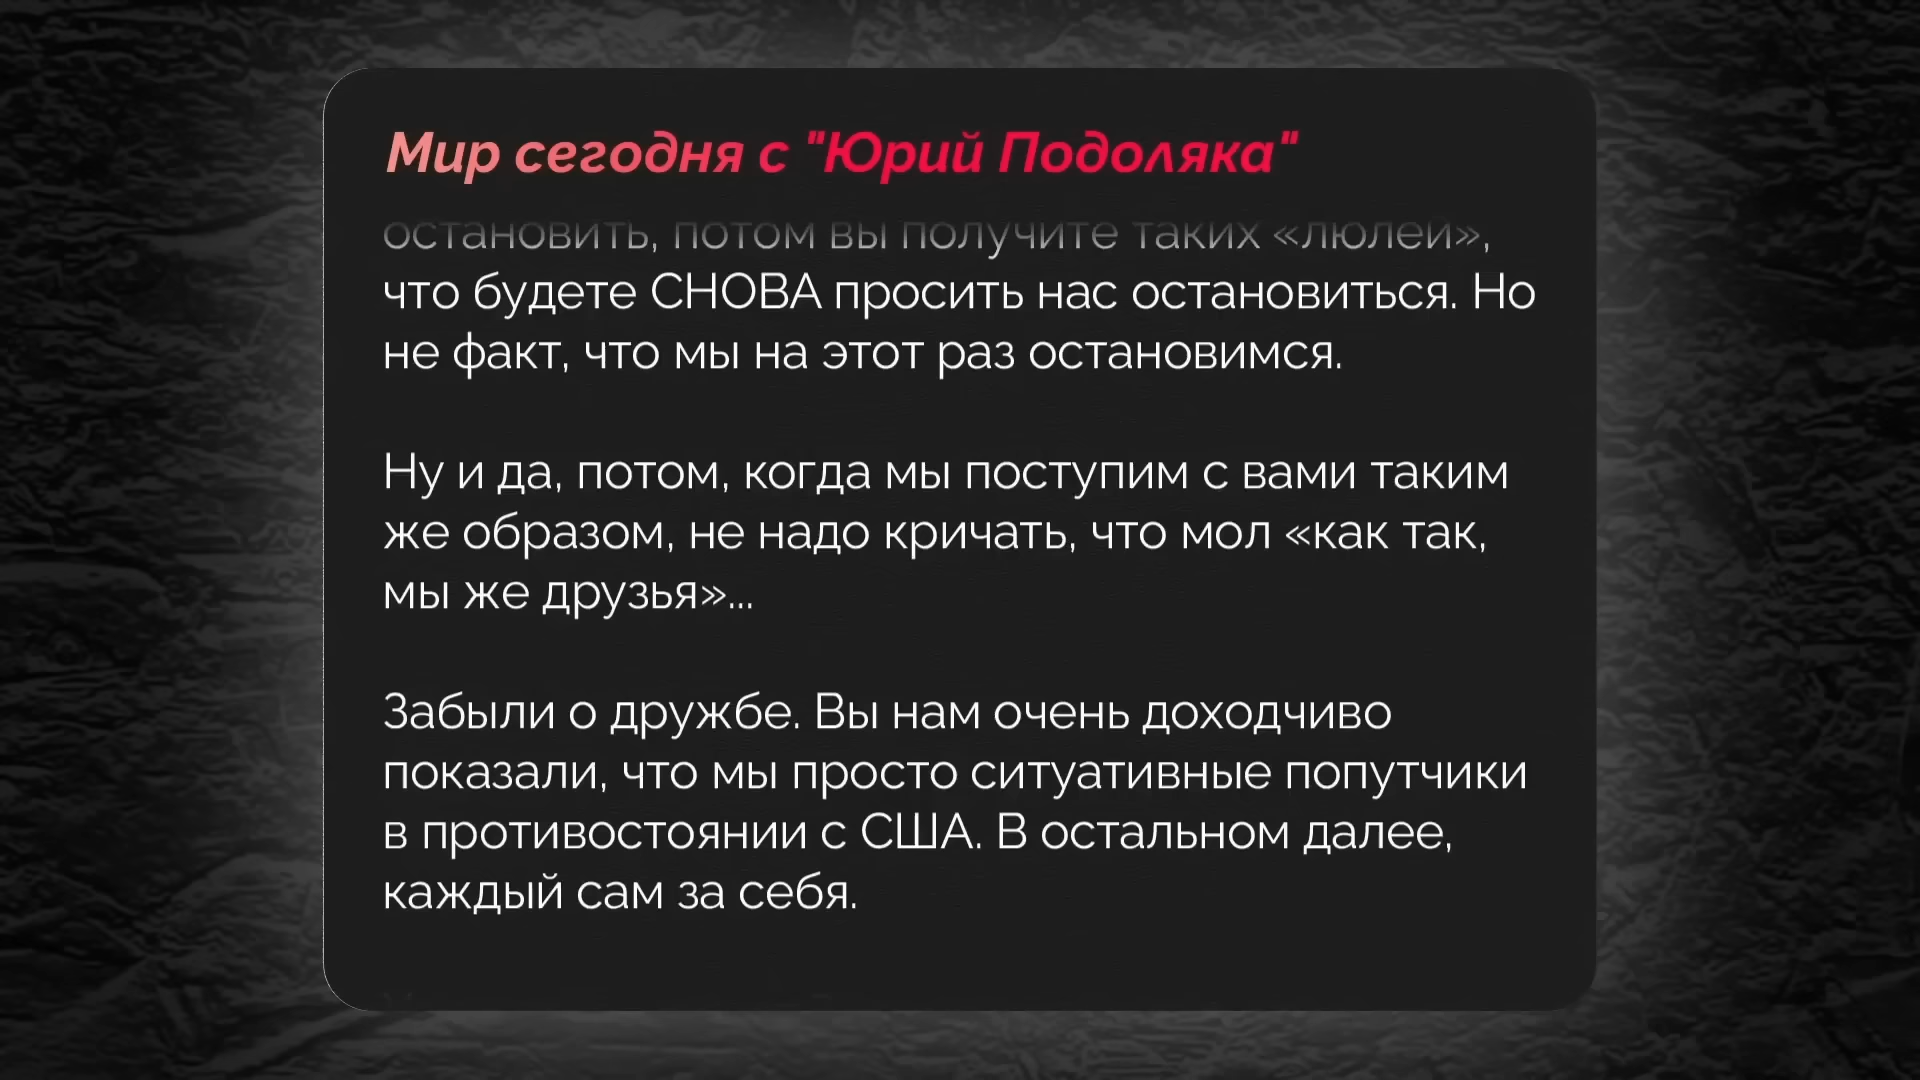 Мир сегодня с "Юрий Подоляка"
остановить, потом вы получите таких «люлей»,
что будете СНОВА просить нас остановиться. Но
не факт, что мы на этот раз остановимся.
Ну и да, потом, когда мы поступим с вами таким
же образом, не надо кричать, что мол «как так,
мы же друзья»...
Забыли о дружбе. Вы нам очень доходчиво
показали, что мы просто ситуативные попутчики
в противостоянии с США. В остальном далее,
каждый сам за себя.